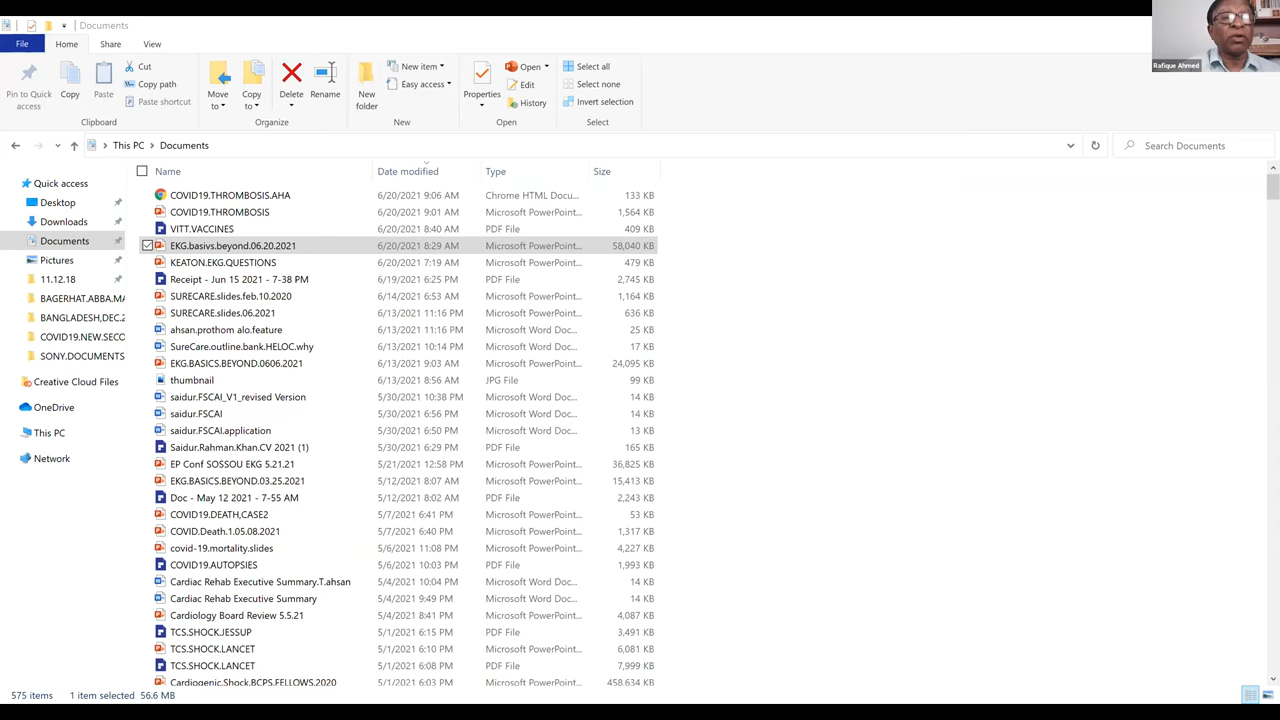 Documents
File Home Share View
Pin to Quick access
Copy
Paste
Cut
Copy path
Paste shortcut
Clipboard
Move to
Copy to
Delete
Rename
Organize
New folder
New item
Easy access
New
Properties
Open
Edit
History
Open
Select all
Select none
Invert selection
Select
Rafique Ahmed
This PC Documents
Search Documents
Quick access
Desktop
Downloads
Documents
Pictures
11.12.18
BAGERHAT.ABBA.MA
BANGLADESH,DEC.2
COVID19.NEW.SECO
SONY.DOCUMENTS
Creative Cloud Files
OneDrive
This PC
Network
Name Date modified Type Size
COVID19.THROMBOSIS.AHA 6/20/2021 9:06 AM Chrome HTML Docu... 133 KB
COVID19.THROMBOSIS 6/20/2021 9:01 AM Microsoft PowerPoint... 1,564 KB
VITT.VACCINES 6/20/2021 8:40 AM PDF File 409 KB
EKG.basivs.beyond.06.20.2021 6/20/2021 8:29 AM Microsoft PowerPoint... 58,040 KB
KEATON.EKG.QUESTIONS 6/20/2021 7:19 AM Microsoft PowerPoint... 479 KB
Receipt - Jun 15 2021 - 7-38 PM 6/19/2021 6:25 PM PDF File 2,745 KB
SURECARE.slides.feb.10.2020 6/14/2021 6:53 AM Microsoft PowerPoint... 1,164 KB
SURECARE.slides.06.2021 6/13/2021 11:16 PM Microsoft PowerPoint... 636 KB
ahsan.prothom alo.feature 6/13/2021 11:16 PM Microsoft Word Doc... 25 KB
SureCare.outline.bank.HELOC.why 6/13/2021 10:14 PM Microsoft Word Doc... 17 KB
EKG.BASICS.BEYOND.0606.2021 6/13/2021 9:03 AM Microsoft PowerPoint... 24,095 KB
thumbnail 6/13/2021 8:56 AM JPG File 99 KB
saidur.FSCAI_V1_revised Version 5/30/2021 10:38 PM Microsoft Word Doc... 14 KB
saidur.FSCAI 5/30/2021 6:56 PM Microsoft Word Doc... 14 KB
saidur.FSCAI.application 5/30/2021 6:50 PM Microsoft Word Doc... 13 KB
Saidur.Rahman.Khan.CV 2021 (1) 5/30/2021 6:29 PM PDF File 165 KB
EP Conf SOSSOU EKG 5.21.21 5/21/2021 12:58 PM Microsoft PowerPoint... 36,825 KB
EKG.BASICS.BEYOND.03.25.2021 5/12/2021 8:07 AM Microsoft PowerPoint... 15,413 KB
Doc - May 12 2021 - 7-55 AM 5/12/2021 8:02 AM PDF File 2,243 KB
COVID19.DEATH,CASE2 5/7/2021 6:41 PM Microsoft PowerPoint... 53 KB
COVID.Death.1.05.08.2021 5/7/2021 6:40 PM Microsoft PowerPoint... 1,317 KB
covid-19.mortality.slides 5/6/2021 11:08 PM Microsoft PowerPoint... 4,227 KB
COVID19.AUTOPSIES 5/6/2021 10:03 PM PDF File 1,993 KB
Cardiac Rehab Executive Summary.T.ahsan 5/4/2021 10:04 PM Microsoft Word Doc... 14 KB
Cardiac Rehab Executive Summary 5/4/2021 9:49 PM Microsoft Word Doc... 14 KB
Cardiology Board Review 5.5.21 5/4/2021 8:41 PM Microsoft PowerPoint... 4,087 KB
TCS.SHOCK.JESSUP 5/1/2021 6:15 PM PDF File 3,491 KB
TCS.SHOCK.LANCET 5/1/2021 6:10 PM Microsoft PowerPoint... 6,081 KB
TCS.SHOCK.LANCET 5/1/2021 6:08 PM PDF File 7,999 KB
Cardiogenic.Shock.BCPS.FELLOWS.2020 5/1/2021 6:03 PM Microsoft PowerPoint... 458,634 KB
575 items 1 item selected 56.6 MB